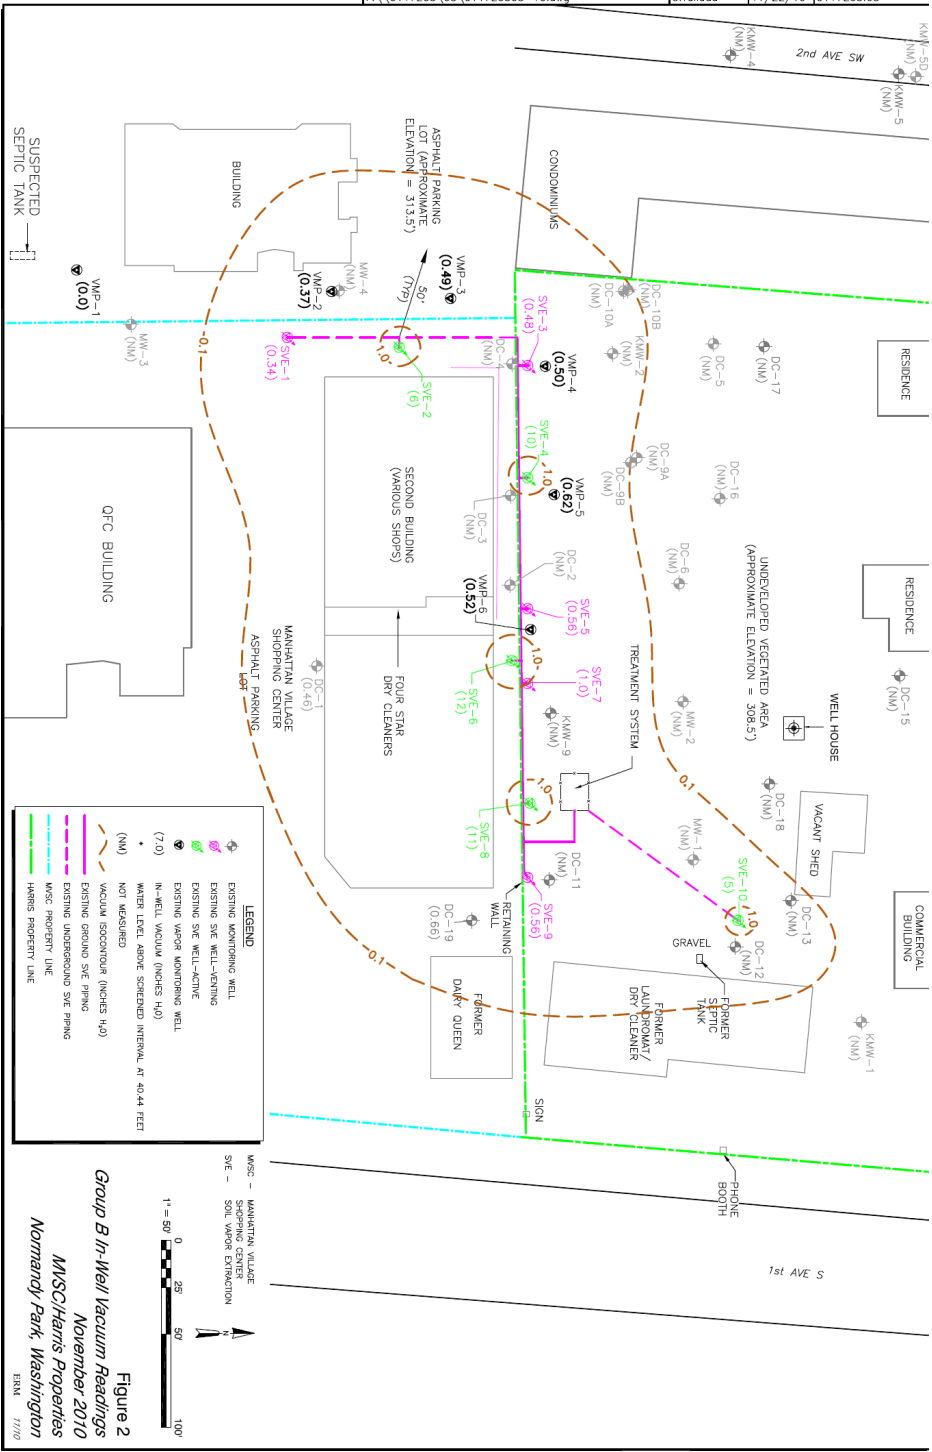 2nd AVE SW
KMW-4
(NM)
KMW-5D
(NM)
KMW-5
(NM)
CONDOMINIUMS
ASPHALT PARKING
LOT (APPROXIMATE
ELEVATION = 313.5')
BUILDING
SUSPECTED
SEPTIC TANK
VMP-1
(0.0)
MW-3
(NM)
MW-4
(NM)
VMP-2
(0.37)
VMP-3
(0.49)
50'
(TYP)
SVE-1
(0.34)
SVE-2
(6)
1.0
0.1
SVE-3
(0.48)
DC-4
(NM)
VMP-4
(0.50)
DC-10B
(NM)
DC-10A
(NM)
KMW-2
(NM)
DC-5
(NM)
DC-17
(NM)
RESIDENCE
SVE-4
(10)
1.0
VMP-5
(0.62)
DC-9A
(NM)
DC-9B
(NM)
DC-16
(NM)
DC-3
(NM)
SECOND BUILDING
(VARIOUS SHOPS)
QFC BUILDING
DC-2
(NM)
VMP-6
(0.52)
SVE-5
(0.56)
DC-6
(NM)
UNDEVELOPED VEGETATED AREA
(APPROXIMATE ELEVATION = 308.5')
RESIDENCE
DC-15
(NM)
WELL HOUSE
TREATMENT SYSTEM
MW-2
(NM)
SVE-7
(1.0)
1.0
SVE-6
(12)
KMW-9
(NM)
FOUR STAR
DRY CLEANERS
DC-1
(0.46)
MANHATTAN VILLAGE
SHOPPING CENTER
ASPHALT PARKING
LOT
0.1
DC-18
(NM)
VACANT SHED
1.0
SVE-8
(11)
MW-1
(NM)
SVE-10
(5)
1.0
DC-13
(NM)
DC-12
(NM)
COMMERCIAL
BUILDING
DC-11
(NM)
SVE-9
(0.56)
RETAINING
WALL
DC-19
(0.66)
0.1
GRAVEL
FORMER
SEPTIC
TANK
FORMER
LAUNDROMAT/
DRY CLEANER
KMW-1
(NM)
FORMER
DAIRY QUEEN
SIGN
PHONE
BOOTH
1st AVE S
LEGEND
EXISTING MONITORING WELL
EXISTING SVE WELL-VENTING
EXISTING SVE WELL-ACTIVE
EXISTING VAPOR MONITORING WELL
(7.0) IN-WELL VACUUM (INCHES H₂O)
* WATER LEVEL ABOVE SCREENED INTERVAL AT 40.44 FEET
(NM) NOT MEASURED
VACUUM ISOCONTOUR (INCHES H₂O)
EXISTING GROUND SVE PIPING
EXISTING UNDERGROUND SVE PIPING
MVSC PROPERTY LINE
HARRIS PROPERTY LINE
MVSC - MANHATTAN VILLAGE
SHOPPING CENTER
SVE - SOIL VAPOR EXTRACTION
N
1" = 50'
0 25' 50' 100'
Figure 2
Group B In-Well Vacuum Readings
November 2010
MVSC/Harris Properties
Normandy Park, Washington
ERM 11/10